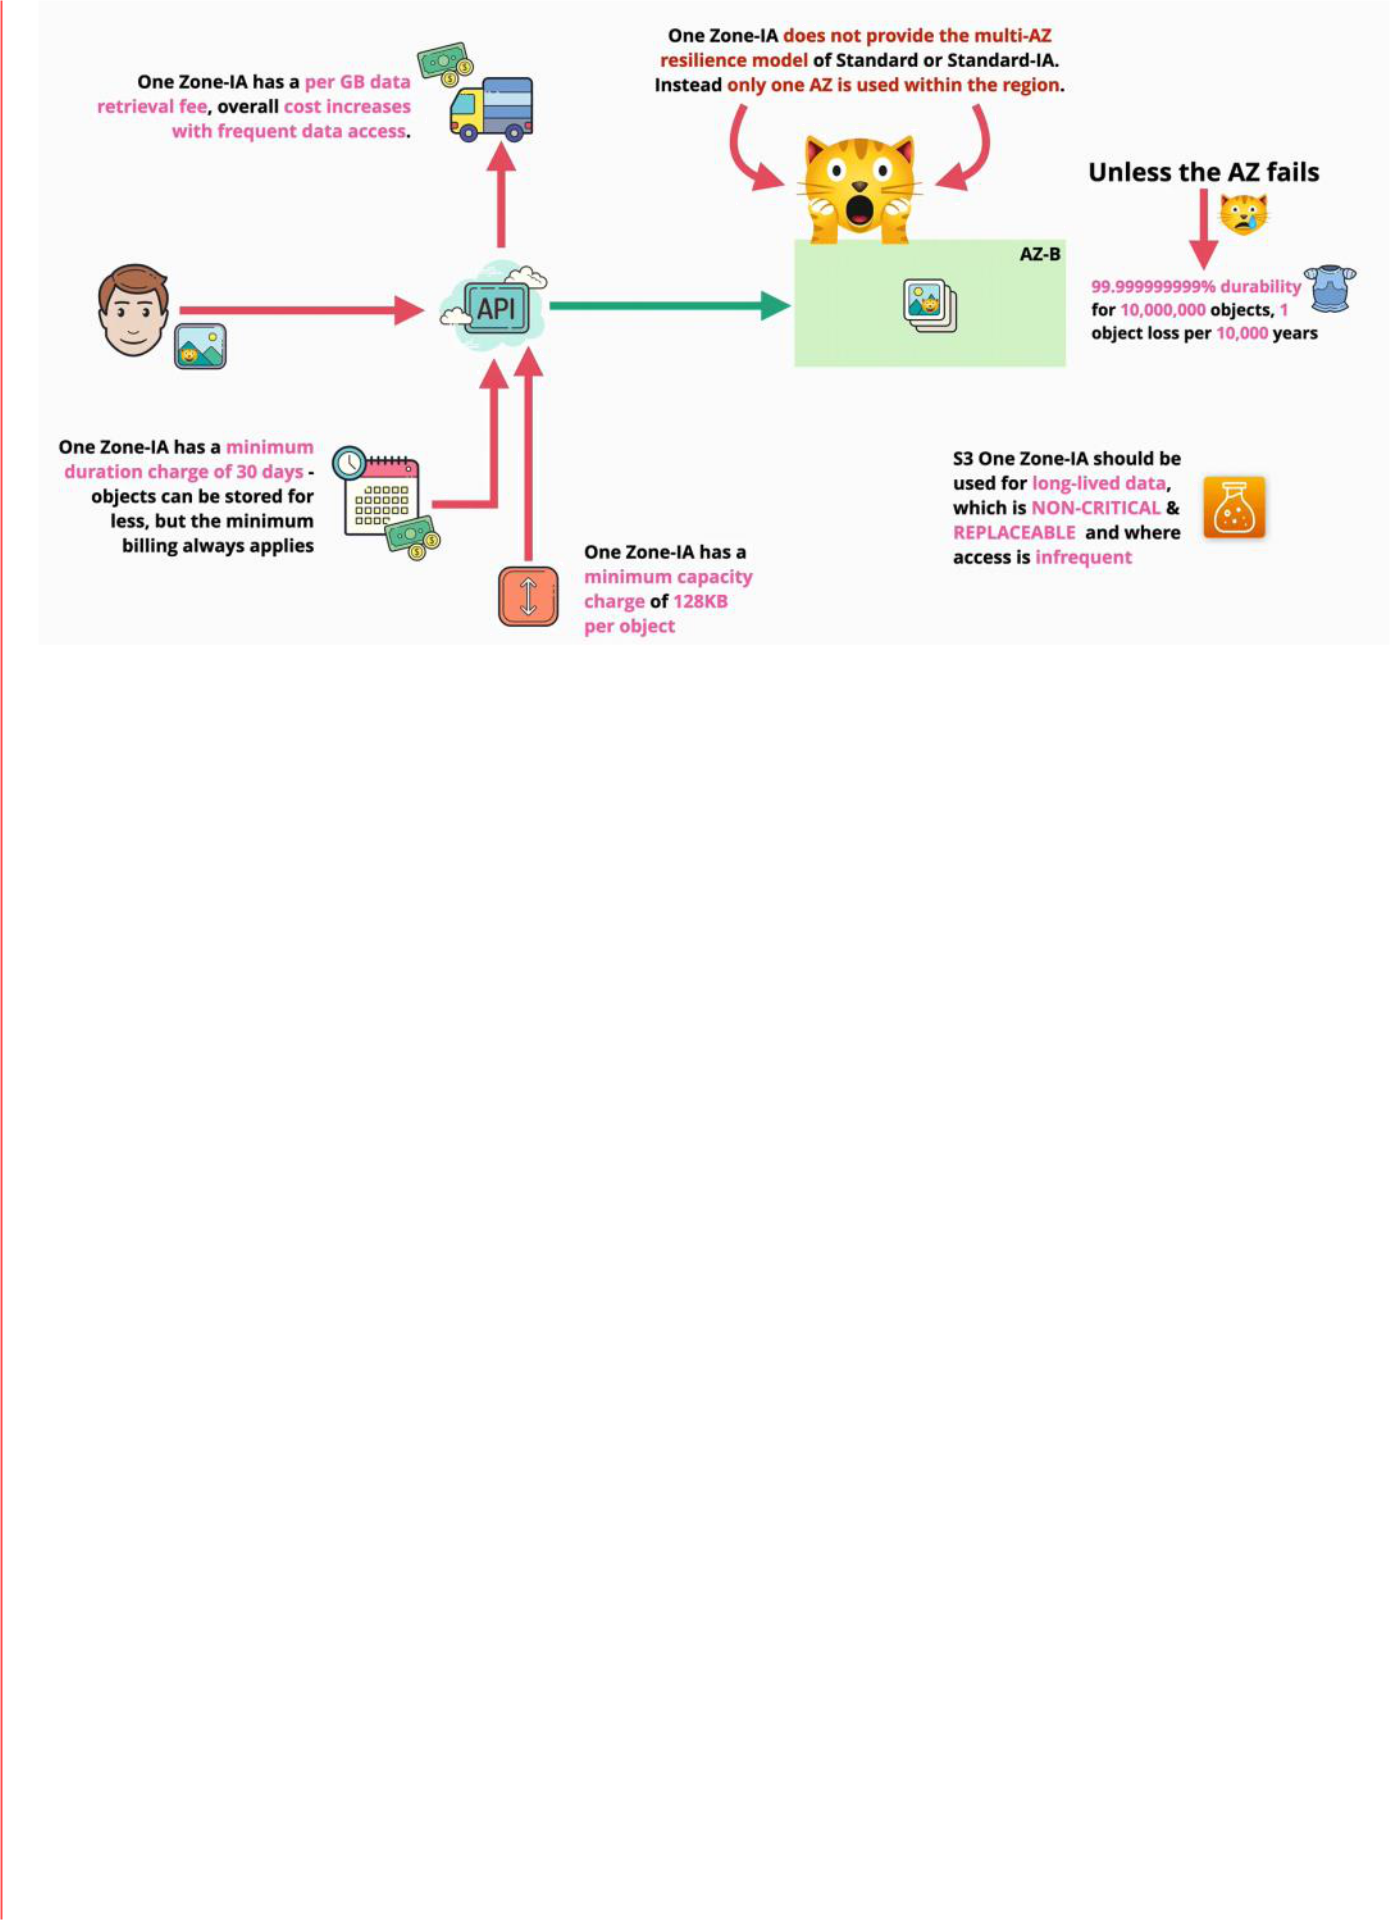 One Zone-IA has a per GB data
retrieval fee, overall cost increases
with frequent data access.
One Zone-IA does not provide the multi-AZ
resilience model of Standard or Standard-IA.
Instead only one AZ is used within the region.
Unless the AZ fails
AZ-B
99.999999999% durability
for 10,000,000 objects, 1
object loss per 10,000 years
API
One Zone-IA has a minimum
duration charge of 30 days -
objects can be stored for
less, but the minimum
billing always applies
One Zone-IA has a
minimum capacity
charge of 128KB
per object
S3 One Zone-IA should be
used for long-lived data,
which is NON-CRITICAL &
REPLACEABLE and where
access is infrequent